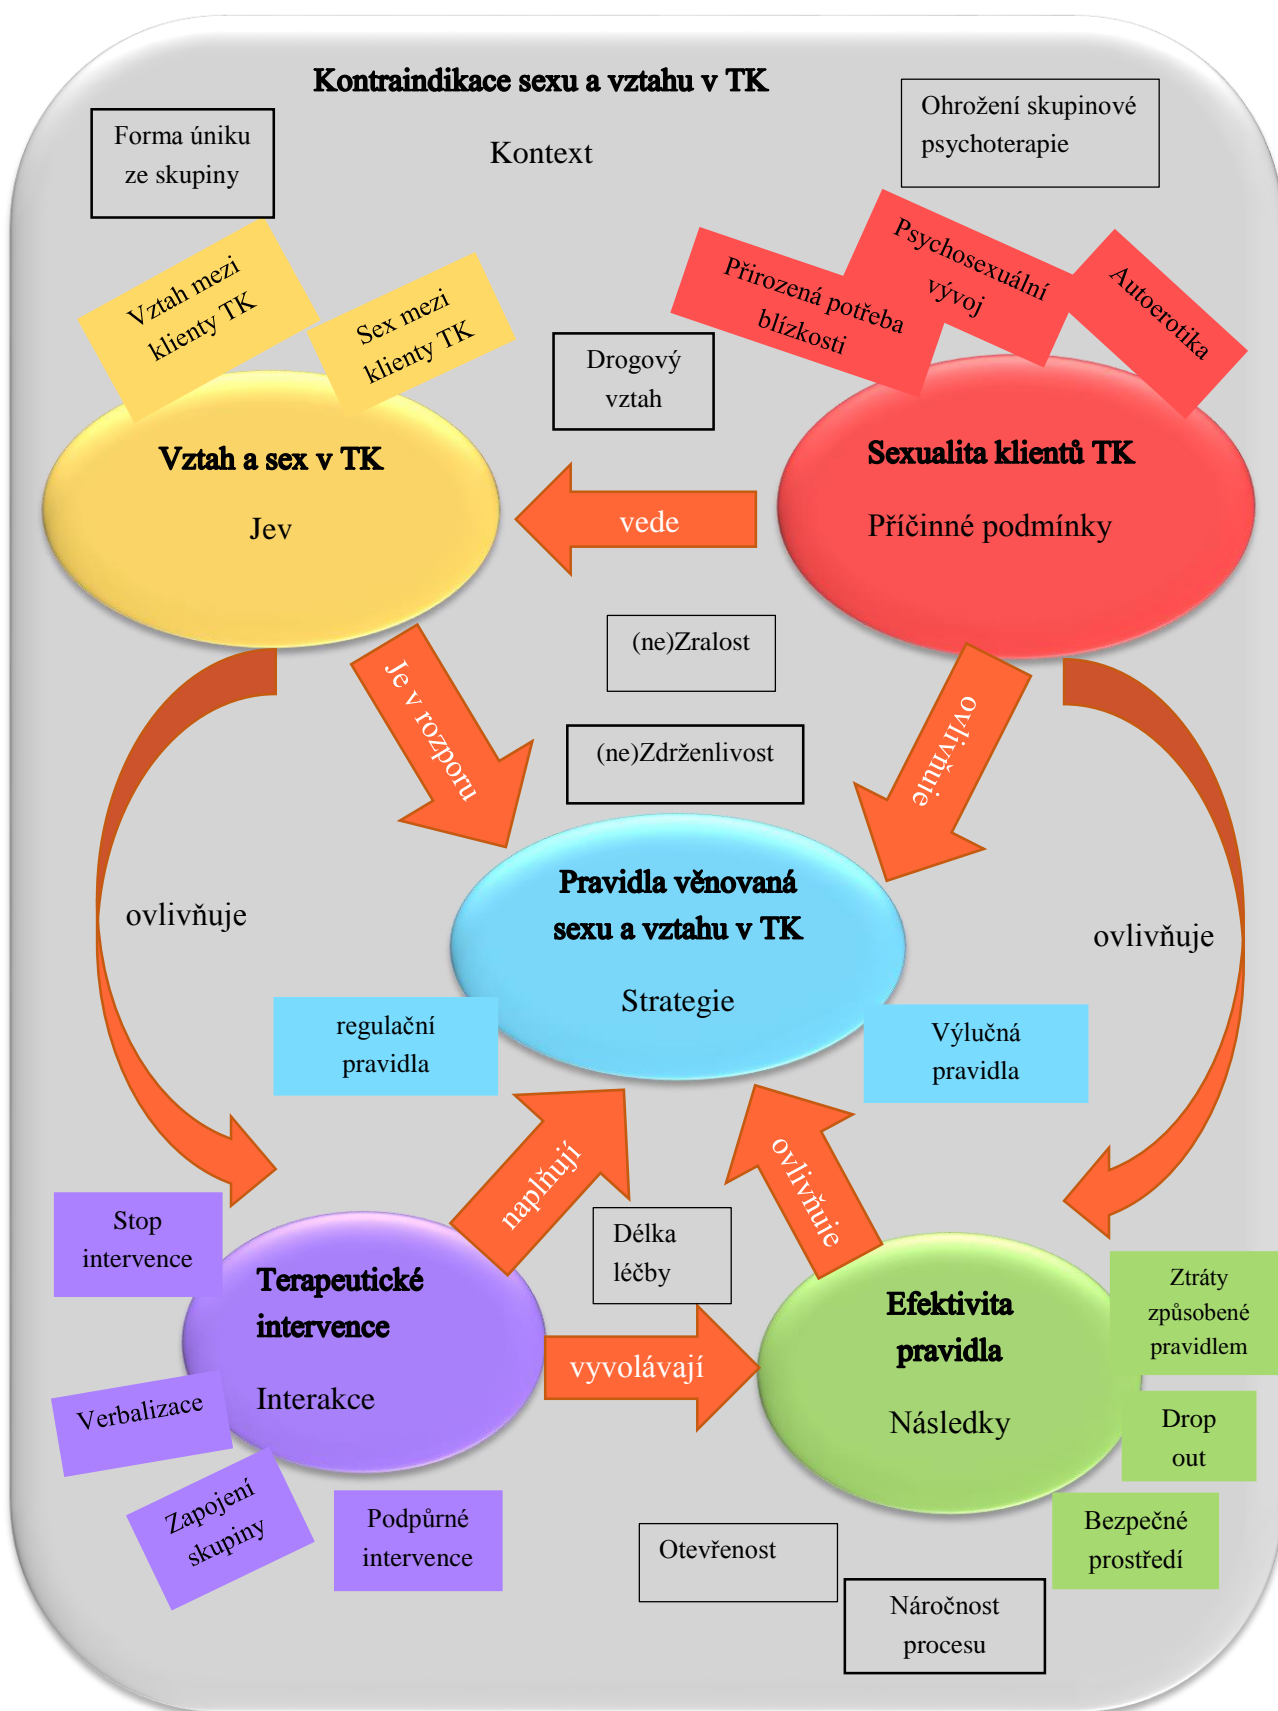 Kontraindikace sexu a vztahu v TK
Kontext
Forma úniku
ze skupiny
Ohrožení skupinové
psychoterapie
Vztah mezi
klienty TK
Sex mezi
klienty TK
Přirozená potřeba
blízkosti
Psychosexuální
vývoj
Autoerotika
Drogový
vztah
Vztah a sex v TK
Jev
vede
Sexualita klientů TK
Příčinné podmínky
(ne)Zralost
(ne)Zdrženlivost
Je v rozporu
ovlivňuje
ovlivňuje
ovlivňuje
Pravidla věnovaná
sexu a vztahu v TK
Strategie
regulační
pravidla
Výlučná
pravidla
naplňují
ovlivňuje
Délka
léčby
Stop
intervence
Terapeutické
intervence
Interakce
vyvolávají
Efektivita
pravidla
Následky
Ztráty
způsobené
pravidlem
Verbalizace
Drop
out
Zapojení
skupiny
Podpůrné
intervence
Bezpečné
prostředí
Otevřenost
Náročnost
procesu